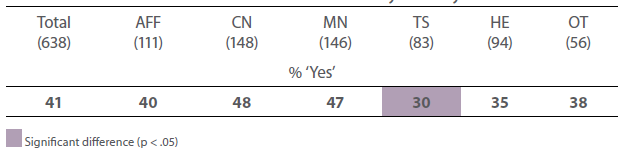 Total AFF CN MN TS HE OT
(638) (111) (148) (146) (83) (94) (56)
% ‘Yes’
41 40 48 47 30 35 38
Significant difference (p < .05)